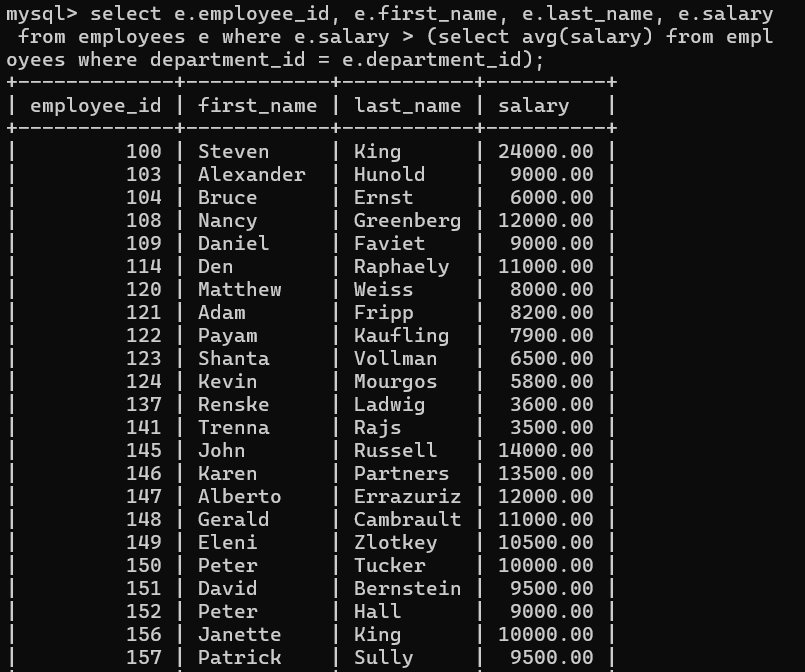 mysql> select e.employee_id, e.first_name, e.last_name, e.salary
 from employees e where e.salary > (select avg(salary) from empl
oyees where department_id = e.department_id);
+-------------+------------+-----------+----------+
| employee_id | first_name | last_name | salary   |
+-------------+------------+-----------+----------+
|         100 | Steven     | King      | 24000.00 |
|         103 | Alexander  | Hunold    |  9000.00 |
|         104 | Bruce      | Ernst     |  6000.00 |
|         108 | Nancy      | Greenberg | 12000.00 |
|         109 | Daniel     | Faviet    |  9000.00 |
|         114 | Den        | Raphaely  | 11000.00 |
|         120 | Matthew    | Weiss     |  8000.00 |
|         121 | Adam       | Fripp     |  8200.00 |
|         122 | Payam      | Kaufling  |  7900.00 |
|         123 | Shanta     | Vollman   |  6500.00 |
|         124 | Kevin      | Mourgos   |  5800.00 |
|         137 | Renske     | Ladwig    |  3600.00 |
|         141 | Trenna     | Rajs      |  3500.00 |
|         145 | John       | Russell   | 14000.00 |
|         146 | Karen      | Partners  | 13500.00 |
|         147 | Alberto    | Errazuriz | 12000.00 |
|         148 | Gerald     | Cambrault | 11000.00 |
|         149 | Eleni      | Zlotkey   | 10500.00 |
|         150 | Peter      | Tucker    | 10000.00 |
|         151 | David      | Bernstein |  9500.00 |
|         152 | Peter      | Hall      |  9000.00 |
|         156 | Janette    | King      | 10000.00 |
|         157 | Patrick    | Sully     |  9500.00 |